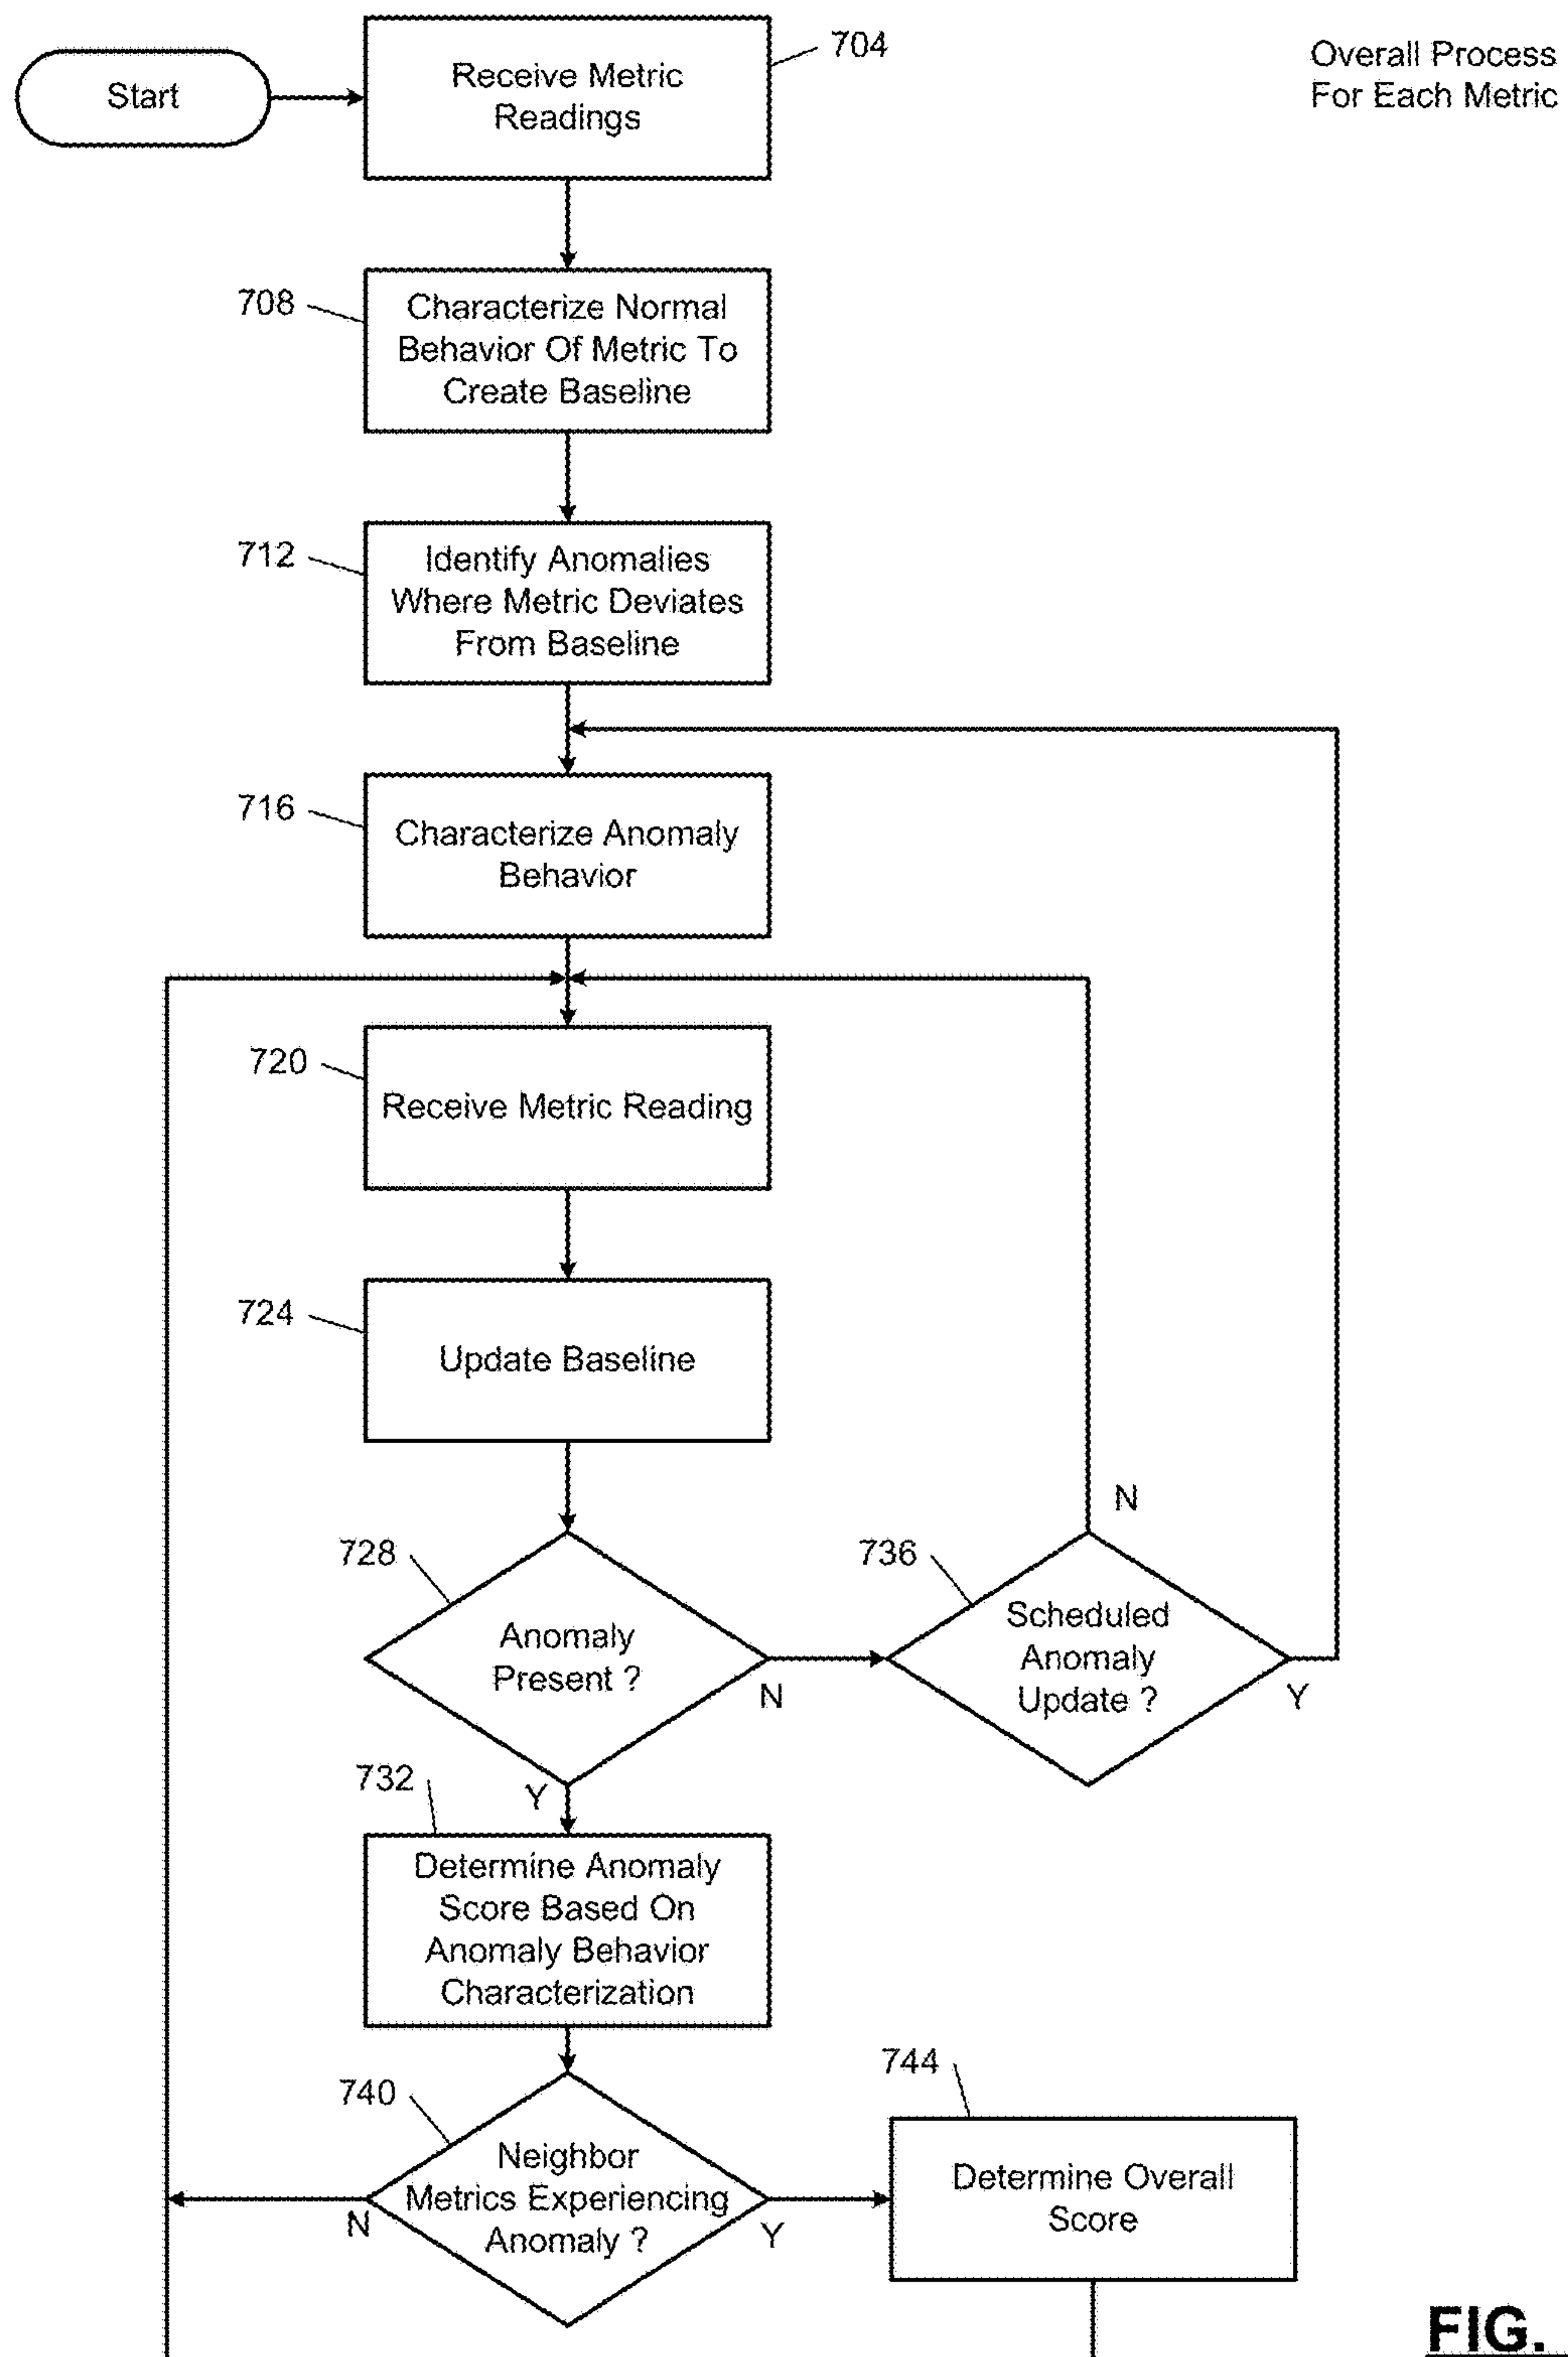 Start
Receive Metric
Readings
704
Overall Process
For Each Metric
708
Characterize Normal
Behavior Of Metric To
Create Baseline
712
Identify Anomalies
Where Metric Deviates
From Baseline
716
Characterize Anomaly
Behavior
720
Receive Metric Reading
724
Update Baseline
728
Anomaly
Present ?
N
Y
736
Scheduled
Anomaly
Update ?
N
Y
732
Determine Anomaly
Score Based On
Anomaly Behavior
Characterization
740
Neighbor
Metrics Experiencing
Anomaly ?
N
Y
744
Determine Overall
Score
FIG.